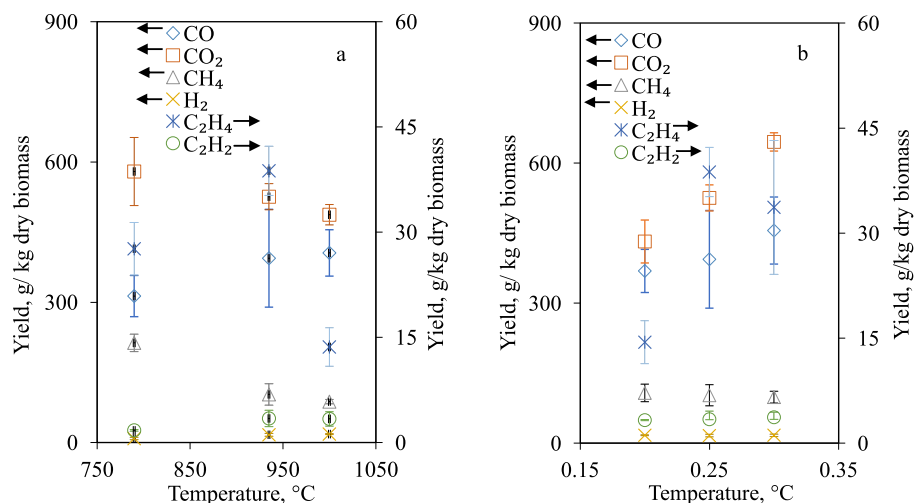 900
600
300
0
Yield, g/ kg dry biomass
CO
CO₂
CH₄
H₂
C₂H₄
C₂H₂
a
60
45
30
15
0
Yield, g/kg dry biomass
750
850
950
1050
Temperature, °C
900
600
300
0
Yield, g/ kg dry biomass
CO
CO₂
CH₄
H₂
C₂H₄
C₂H₂
b
60
45
30
15
0
Yield, g/kg dry biomass
0.15
0.25
0.35
Temperature, °C